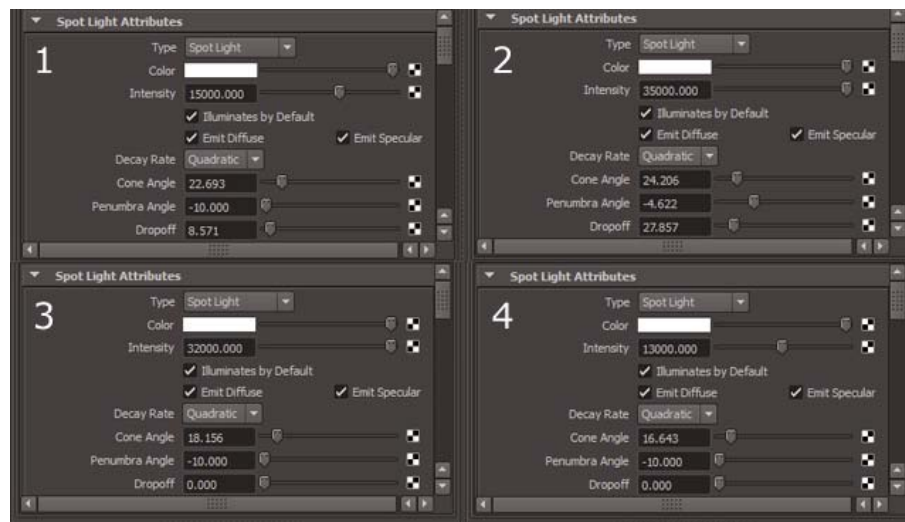 1
Spot Light Attributes
Type Spot Light
Color
Intensity 15000.000
Illuminates by Default
Emit Diffuse Emit Specular
Decay Rate Quadratic
Cone Angle 22.693
Penumbra Angle -10.000
Dropoff 8.571
2
Spot Light Attributes
Type Spot Light
Color
Intensity 35000.000
Illuminates by Default
Emit Diffuse Emit Specular
Decay Rate Quadratic
Cone Angle 24.206
Penumbra Angle -4.622
Dropoff 27.857
3
Spot Light Attributes
Type Spot Light
Color
Intensity 32000.000
Illuminates by Default
Emit Diffuse Emit Specular
Decay Rate Quadratic
Cone Angle 18.156
Penumbra Angle -10.000
Dropoff 0.000
4
Spot Light Attributes
Type Spot Light
Color
Intensity 13000.000
Illuminates by Default
Emit Diffuse Emit Specular
Decay Rate Quadratic
Cone Angle 16.643
Penumbra Angle -10.000
Dropoff 0.000